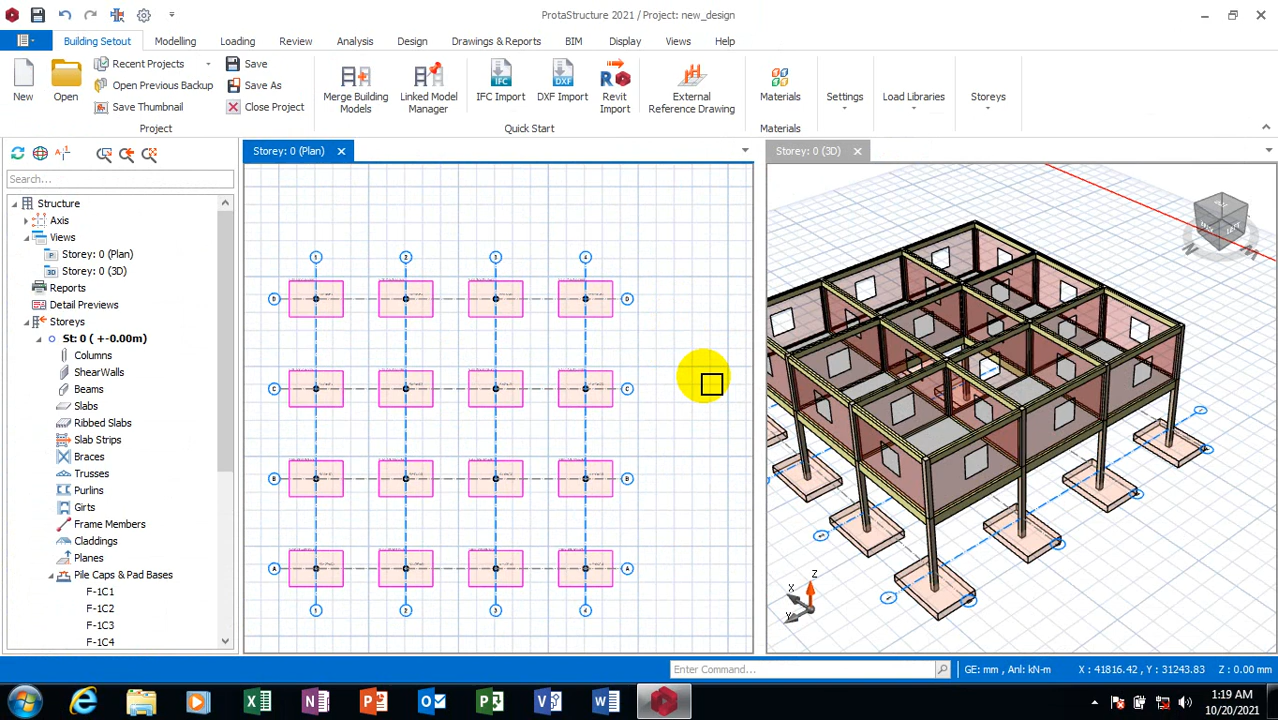 ProtaStructure 2021 / Project: new_design
Building Setout Modelling Loading Review Analysis Design Drawings & Reports BIM Display Views Help
New
Open
Recent Projects
Open Previous Backup
Save Thumbnail
Save
Save As
Close Project
Merge Building Models
Linked Model Manager
IFC Import
DXF Import
Revit Import
External Reference Drawing
Materials
Settings
Load Libraries
Storeys
Project
Quick Start
Materials
Search...
Structure
Axis
Views
Storey: 0 (Plan)
Storey: 0 (3D)
Reports
Detail Previews
Storeys
St: 0 ( +-0.00m)
Columns
ShearWalls
Beams
Slabs
Ribbed Slabs
Slab Strips
Braces
Trusses
Purlins
Girts
Frame Members
Claddings
Planes
Pile Caps & Pad Bases
F-1C1
F-1C2
F-1C3
F-1C4
Storey: 0 (Plan)
1 2 3 4
D D
C C
B B
A A
1 2 3 4
Storey: 0 (3D)
Z
X
Y
Enter Command...
GE: mm , Anl: kN-m
X : 41816.42 , Y : 31243.83
Z : 0.00 mm
1:19 AM
10/20/2021